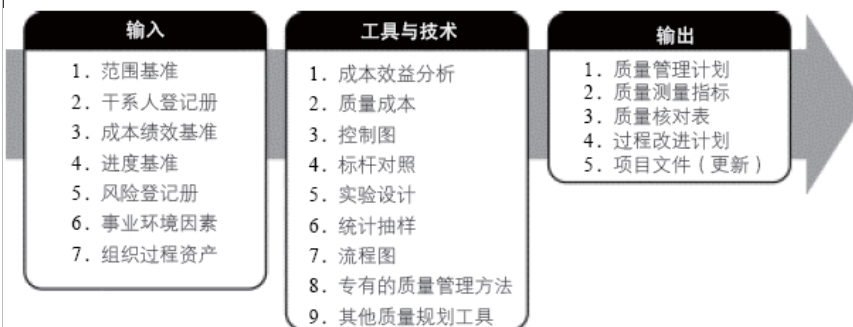 输入
1. 范围基准
2. 干系人登记册
3. 成本绩效基准
4. 进度基准
5. 风险登记册
6. 事业环境因素
7. 组织过程资产
工具与技术
1. 成本效益分析
2. 质量成本
3. 控制图
4. 标杆对照
5. 实验设计
6. 统计抽样
7. 流程图
8. 专有的质量管理方法
9. 其他质量规划工具
输出
1. 质量管理计划
2. 质量测量指标
3. 质量核对表
4. 过程改进计划
5. 项目文件（更新）